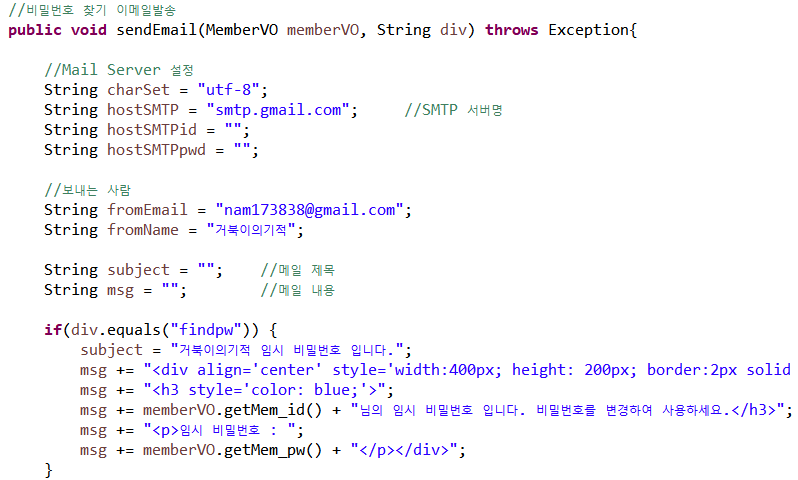 //비밀번호 찾기 이메일발송
public void sendEmail(MemberVO memberVO, String div) throws Exception{
//Mail Server 설정
String charSet = "utf-8";
String hostSMTP = "smtp.gmail.com"; //SMTP 서버명
String hostSMTPid = "";
String hostSMTPpwd = "";
//보내는 사람
String fromEmail = "nam173838@gmail.com";
String fromName = "거북이의기적";
String subject = ""; //메일 제목
String msg = ""; //메일 내용
if(div.equals("findpw")) {
subject = "거북이의기적 임시 비밀번호 입니다.";
msg += "<div align='center' style='width:400px; height: 200px; border:2px solid
msg += "<h3 style='color: blue;'>";
msg += memberVO.getMem_id() + "님의 임시 비밀번호 입니다. 비밀번호를 변경하여 사용하세요.</h3>";
msg += "<p>임시 비밀번호 : ";
msg += memberVO.getMem_pw() + "</p></div>";
}